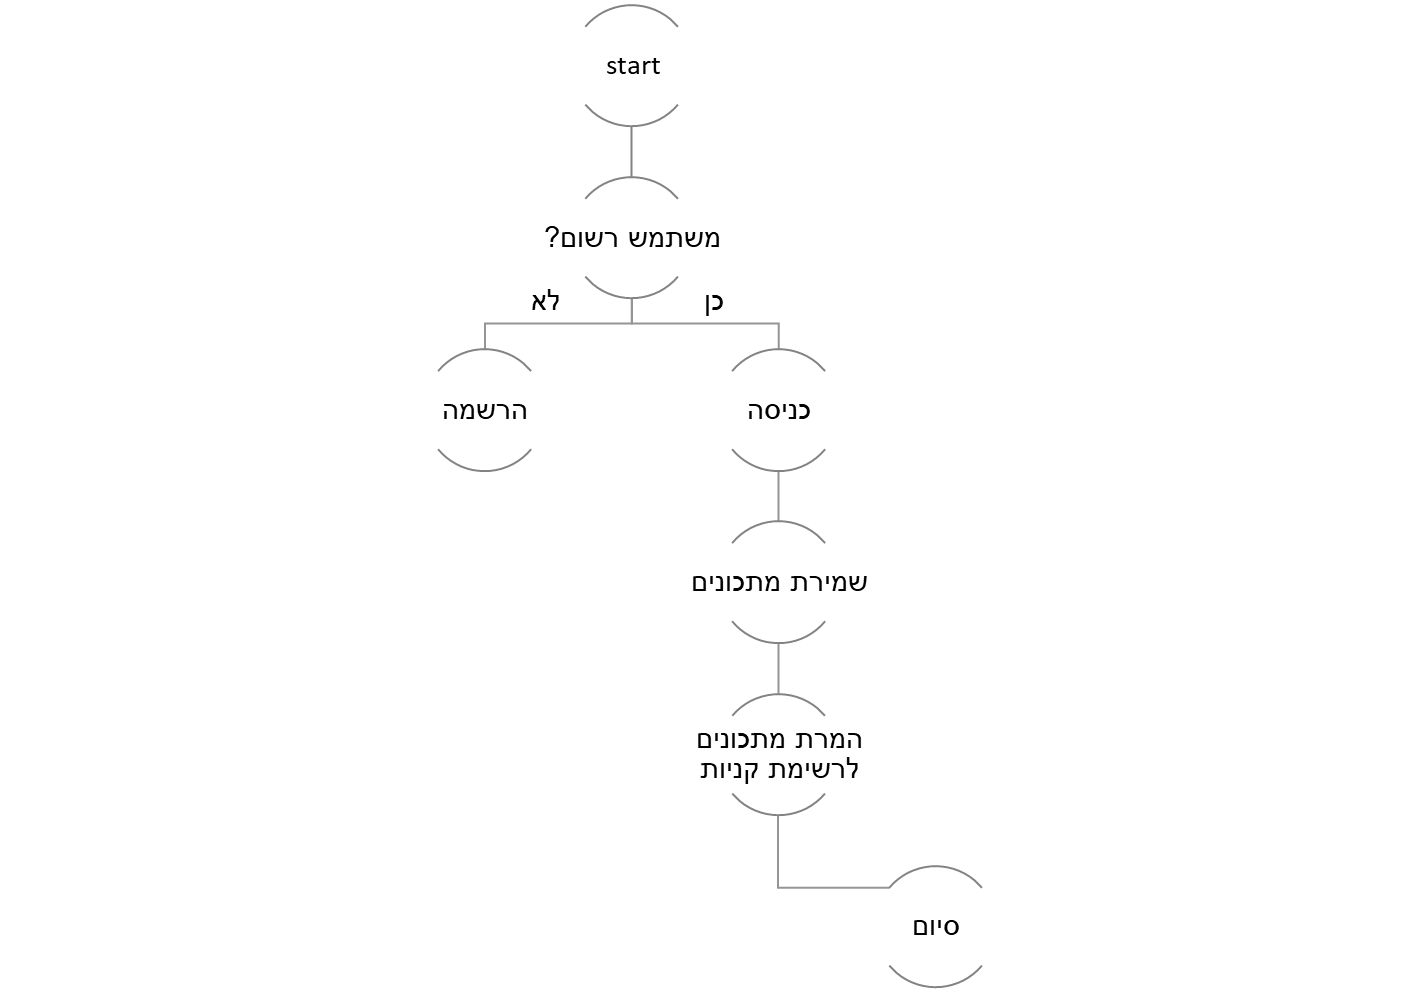 start
משתמש רשום?
כן
לא
כניסה
הרשמה
שמירת מתכונים
המרת מתכונים
לרשימת קניות
סיום